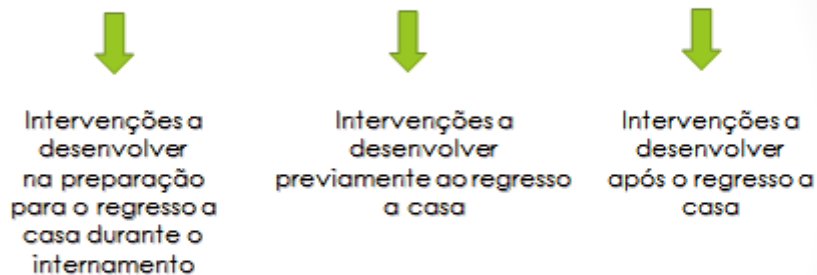 Intervenções a
desenvolver
na preparação
para o regresso a
casa durante o
internamento
Intervenções a
desenvolver
previamente ao regresso
a casa
Intervenções a
desenvolver
após o regresso a
casa